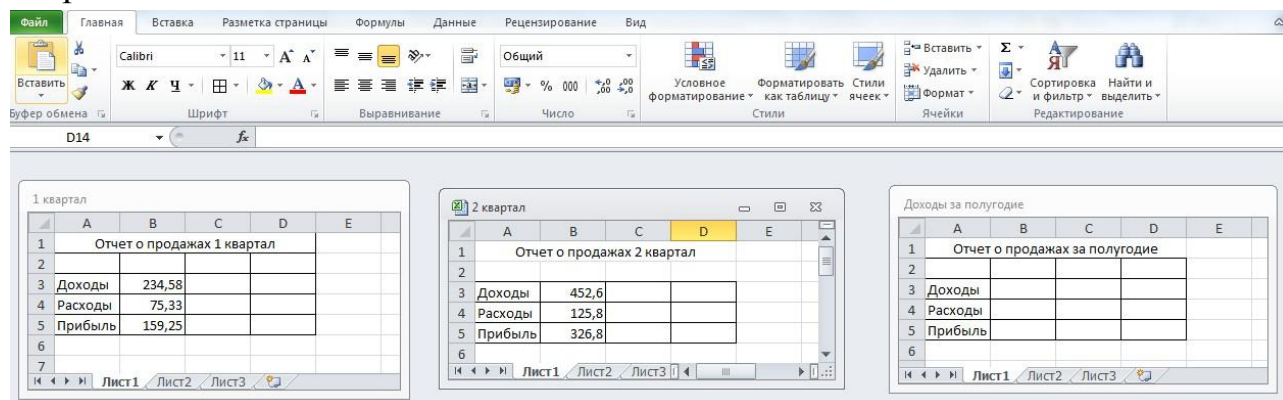 Файл Главная Вставка Разметка страницы Формулы Данные Рецензирование Вид
Calibri 11 А А Общий Вставить Σ
Вставить Ж К Ч А % 000 ,0 ,00 ,00 ,0 Условное форматирование Форматировать как таблицу Стили ячеек Удалить Формат Сортировка и фильтр Найти и выделить
Буфер обмена Шрифт Выравнивание Число Стили Ячейки Редактирование
D14 fx
1 квартал
A B C D E
1 Отчет о продажах 1 квартал
2
3 Доходы 234,58
4 Расходы 75,33
5 Прибыль 159,25
6
7
Лист1 Лист2 Лист3
2 квартал
A B C D E
1 Отчет о продажах 2 квартал
2
3 Доходы 452,6
4 Расходы 125,8
5 Прибыль 326,8
6
Лист1 Лист2 Лист3
Доходы за полугодие
A B C D E
1 Отчет о продажах за полугодие
2
3 Доходы
4 Расходы
5 Прибыль
6
Лист1 Лист2 Лист3